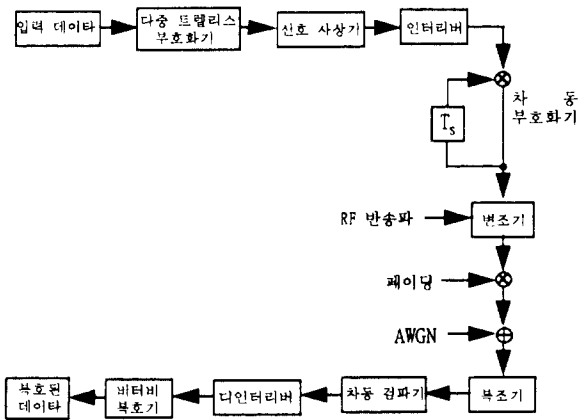 입력 데이타
다중 트렐리스
부호화기
신호 사상기
인터리버
차 동
부호화기
Ts
RF 반송파
변조기
페이딩
AWGN
복조기
차동 검파기
디인터리버
비터비
복호기
복호된
데이타